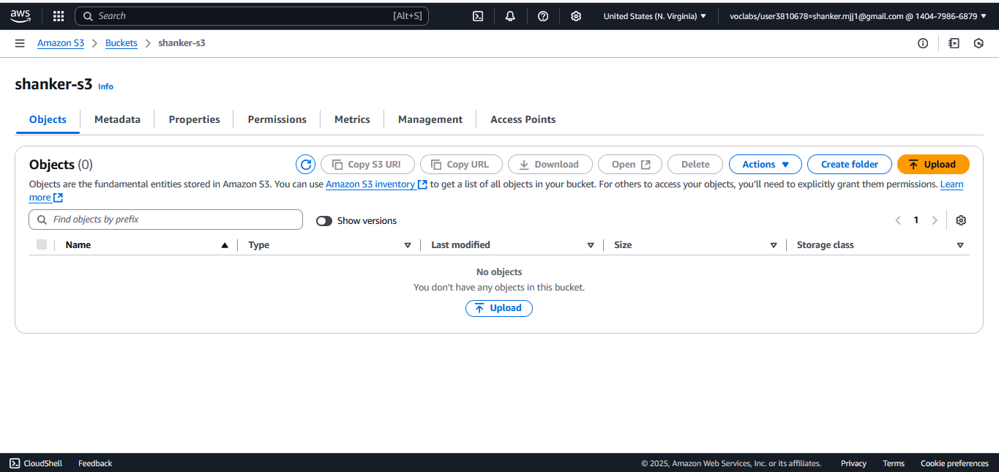 aws Search [Alt+S] United States (N. Virginia) voclabs/user3810678=shanker.mjj1@gmail.com @ 1404-7986-6879
Amazon S3 Buckets shanker-s3
shanker-s3 Info
Objects Metadata Properties Permissions Metrics Management Access Points
Objects (0) Copy S3 URI Copy URL Download Open Delete Actions Create folder Upload
Objects are the fundamental entities stored in Amazon S3. You can use Amazon S3 inventory to get a list of all objects in your bucket. For others to access your objects, you'll need to explicitly grant them permissions. Learn
more
Find objects by prefix Show versions 1
Name Type Last modified Size Storage class
No objects
You don't have any objects in this bucket.
Upload
CloudShell Feedback © 2025, Amazon Web Services, Inc. or its affiliates. Privacy Terms Cookie preferences